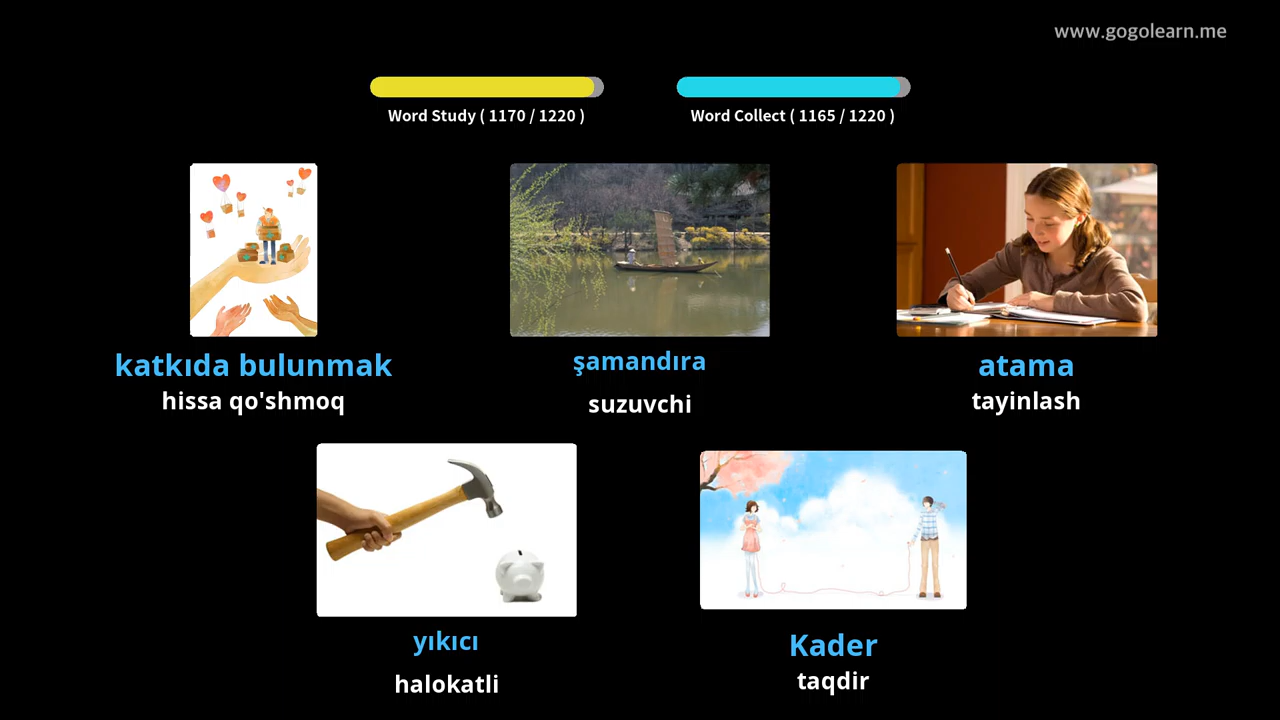 www.gogolearn.me
Word Study ( 1170 / 1220 )
Word Collect ( 1165 / 1220 )
katkıda bulunmak
hissa qo'shmoq
şamandıra
suzuvchi
atama
tayinlash
yıkıcı
halokatli
Kader
taqdir